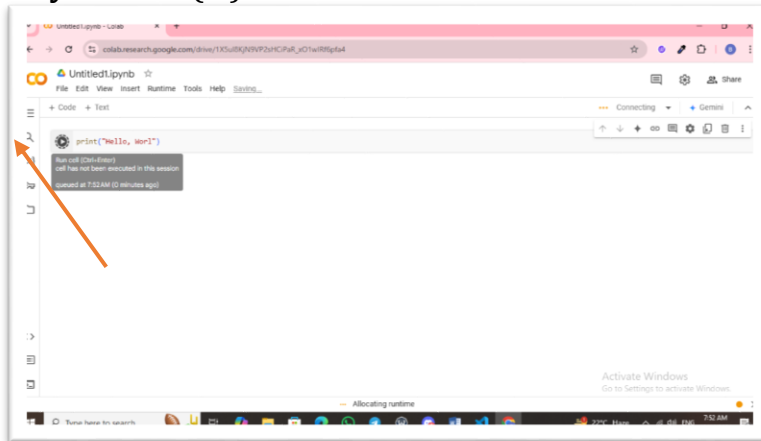 Untitled1.ipynb - Colab
colab.research.google.com/drive/
Untitled1.ipynb
Share
File Edit View Insert Runtime Tools Help Saving...
+ Code + Text
Connecting
Gemini
print("Hello, Worl")
Run cell (Ctrl+Enter)
cell has not been executed in this session
queued at 7:52 AM (0 minutes ago)
Activate Windows
Go to Settings to activate Windows.
Allocating runtime
Type here to search
22°C Haze
ENG
7:52 AM